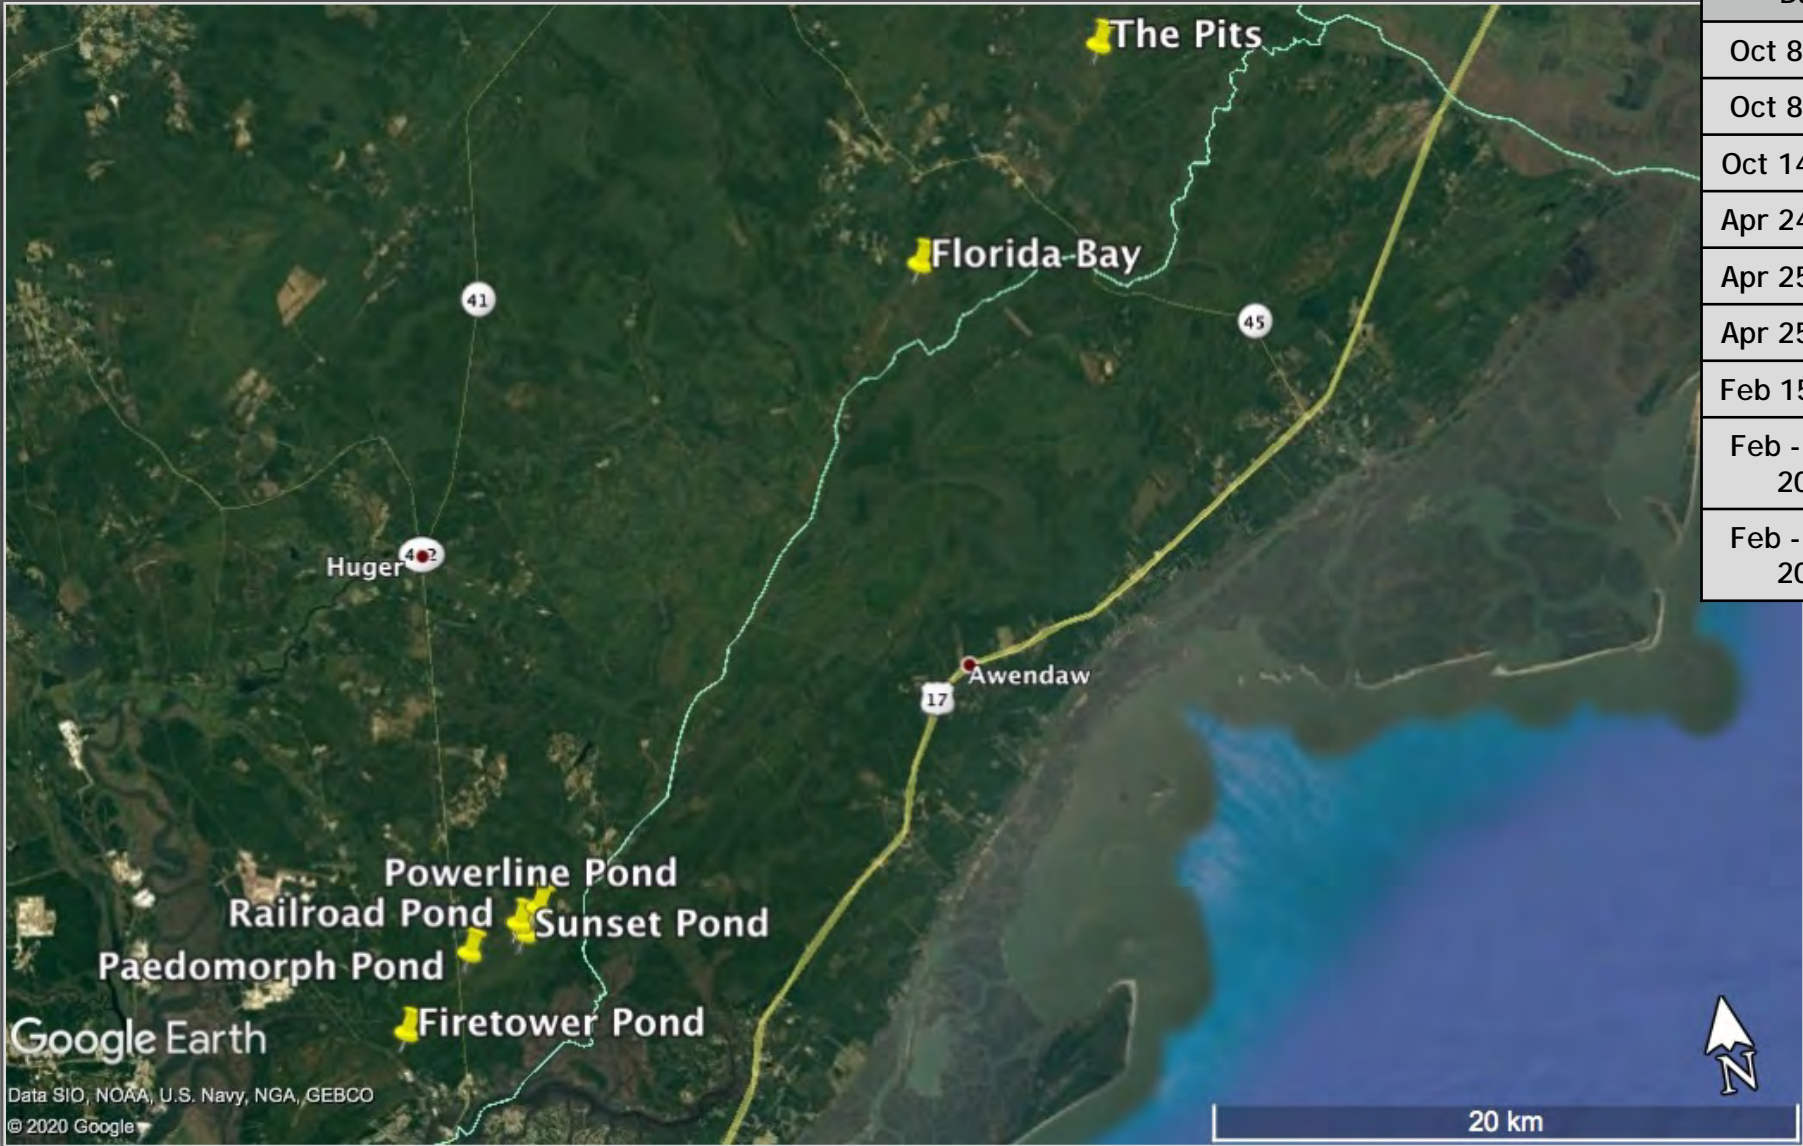 The Pits
Florida Bay
41
45
Huger
Awendaw
17
Powerline Pond
Railroad Pond
Sunset Pond
Paedomorph Pond
Firetower Pond
Google Earth
Data SIO, NOAA, U.S. Navy, NGA, GEBCO
© 2020 Google
N
20 km
Oct 8
Oct 8
Oct 14
Apr 24
Apr 25
Apr 25
Feb 15
Feb -
20
Feb -
20